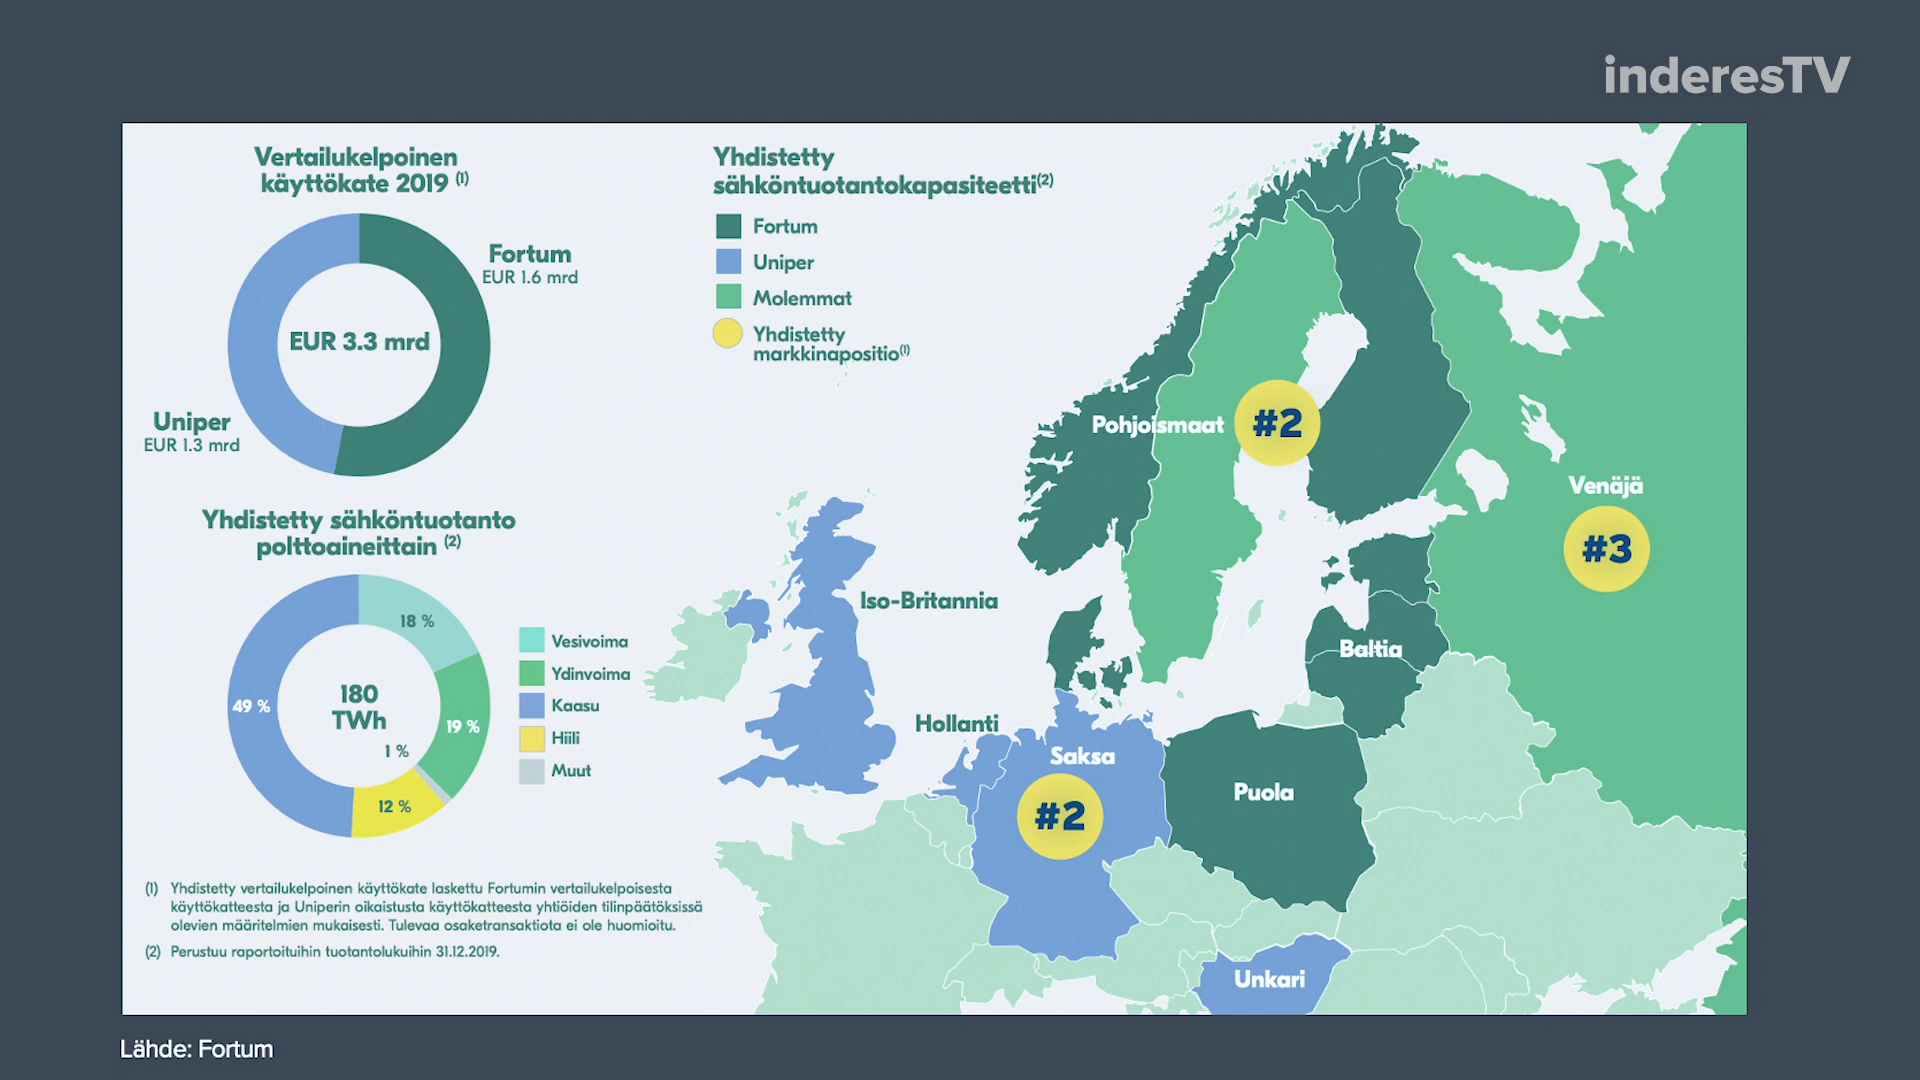 inderesTV
Vertailukelpoinen
käyttökate 2019 (1)
Fortum
EUR 1.6 mrd
EUR 3.3 mrd
Uniper
EUR 1.3 mrd
Yhdistetty sähköntuotanto
polttoaineittain (2)
18 %
49 %
180
TWh
19 %
1 %
12 %
Vesivoima
Ydinvoima
Kaasu
Hiili
Muut
(1) Yhdistetty vertailukelpoinen käyttökate laskettu Fortumin vertailukelpoisesta
käyttökatteesta ja Uniperin oikaistusta käyttökatteesta yhtiöiden tilinpäätöksissä
olevien määritelmien mukaisesti. Tulevaa osaketransaktiota ei ole huomioitu.
(2) Perustuu raportoituihin tuotantolukuihin 31.12.2019.
Yhdistetty
sähköntuotantokapasiteetti(2)
Fortum
Uniper
Molemmat
Yhdistetty
markkinapositio(1)
Pohjoismaat
#2
Venäjä
#3
Iso-Britannia
Baltia
Hollanti
Saksa
#2
Puola
Unkari
Lähde: Fortum